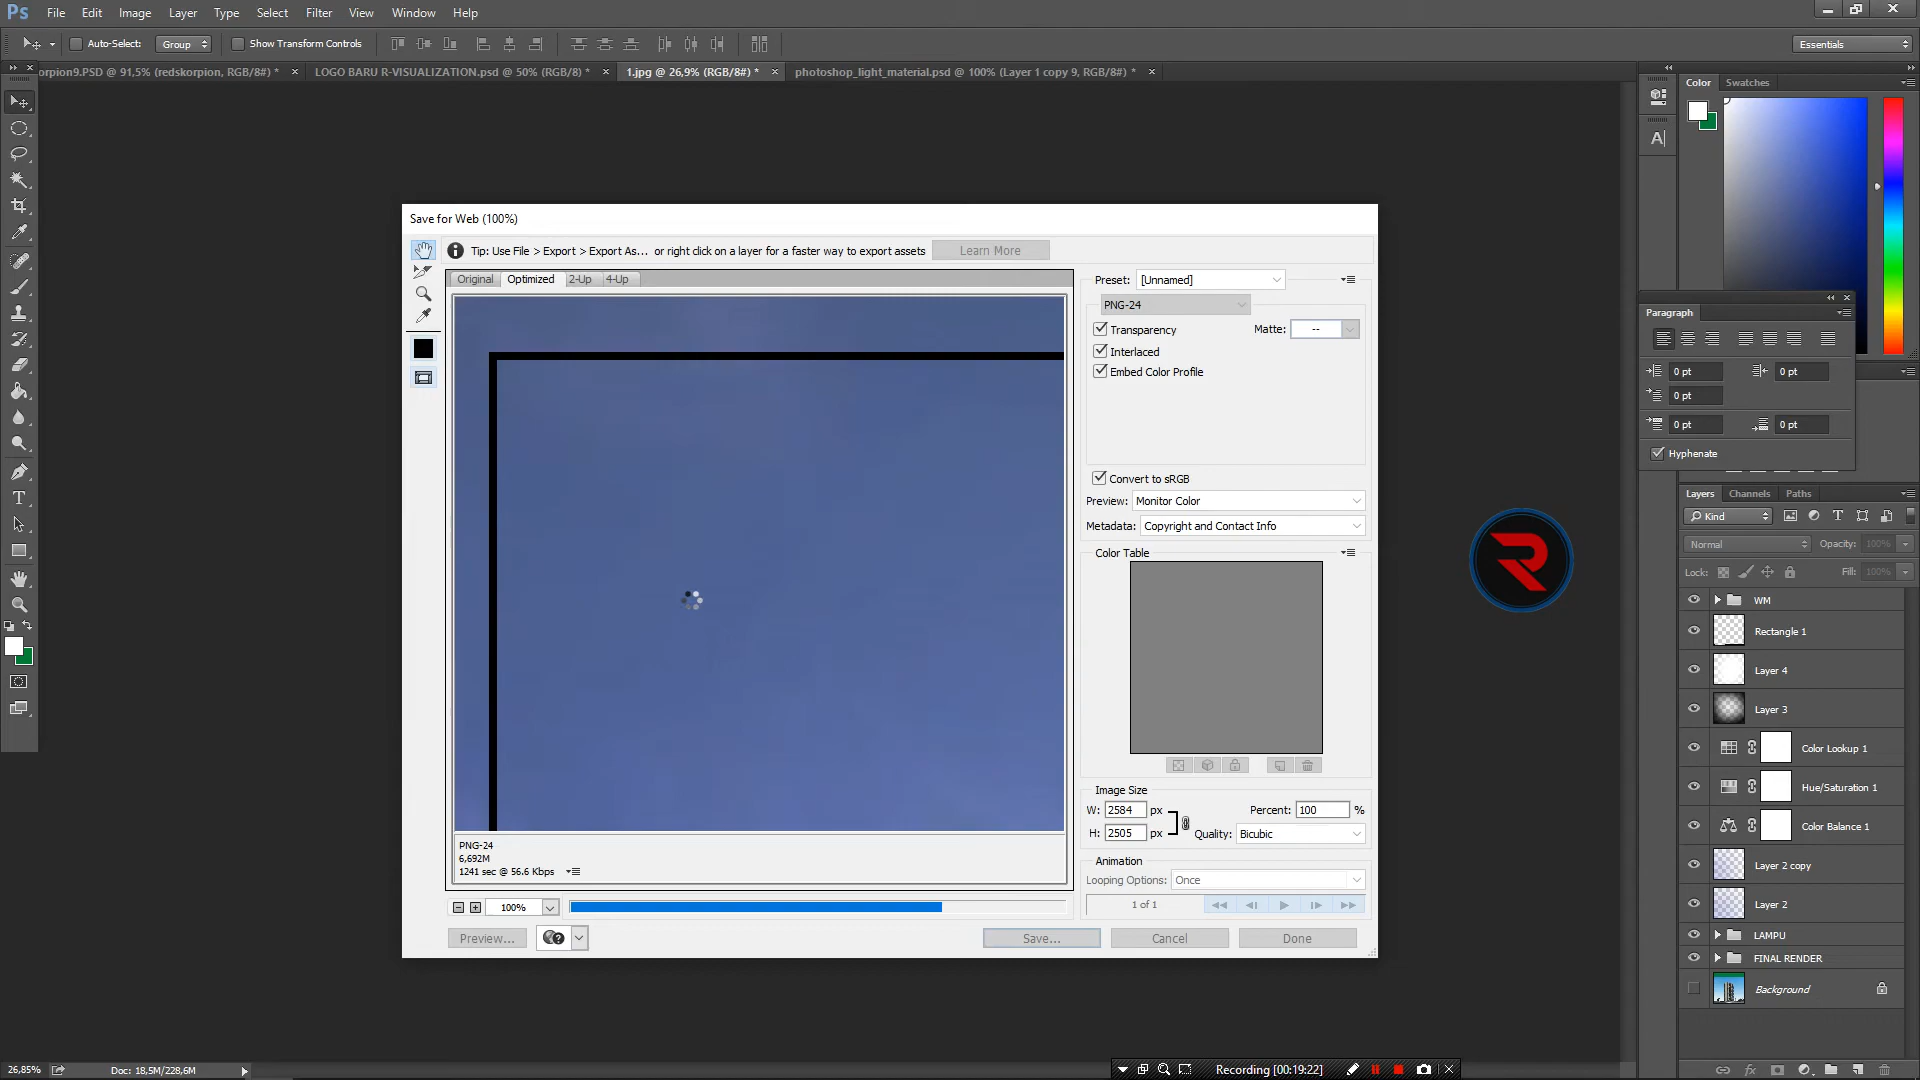 Ps File Edit Image Layer Type Select Filter View Window Help
Auto-Select: Group Show Transform Controls Essentials
orpion9.PSD @ 91,5% (redskorpion, RGB/8#) * × LOGO BARU R-VISUALIZATION.psd @ 50% (RGB/8) * × 1.jpg @ 26,9% (RGB/8#) * × photoshop_light_material.psd @ 100% (Layer 1 copy 9, RGB/8#) * ×
Color Swatches
Save for Web (100%)
Tip: Use File > Export > Export As... or right click on a layer for a faster way to export assets Learn More
Original Optimized 2-Up 4-Up
Preset: [Unnamed]
PNG-24
Transparency Matte: --
Interlaced
Embed Color Profile
Convert to sRGB
Preview: Monitor Color
Metadata: Copyright and Contact Info
Color Table
Image Size
W: 2584 px Percent: 100 %
H: 2505 px Quality: Bicubic
Animation
Looping Options: Once
1 of 1
PNG-24
6,692M
1241 sec @ 56.6 Kbps
100%
Preview... Save... Cancel Done
Paragraph
0 pt 0 pt
0 pt
0 pt 0 pt
Hyphenate
Layers Channels Paths
Kind
Normal Opacity: 100%
Lock: Fill: 100%
WM
Rectangle 1
Layer 4
Layer 3
Color Lookup 1
Hue/Saturation 1
Color Balance 1
Layer 2 copy
Layer 2
LAMPU
FINAL RENDER
Background
R
26,85% Doc: 18,5M/228,6M
Recording [00:19:22]